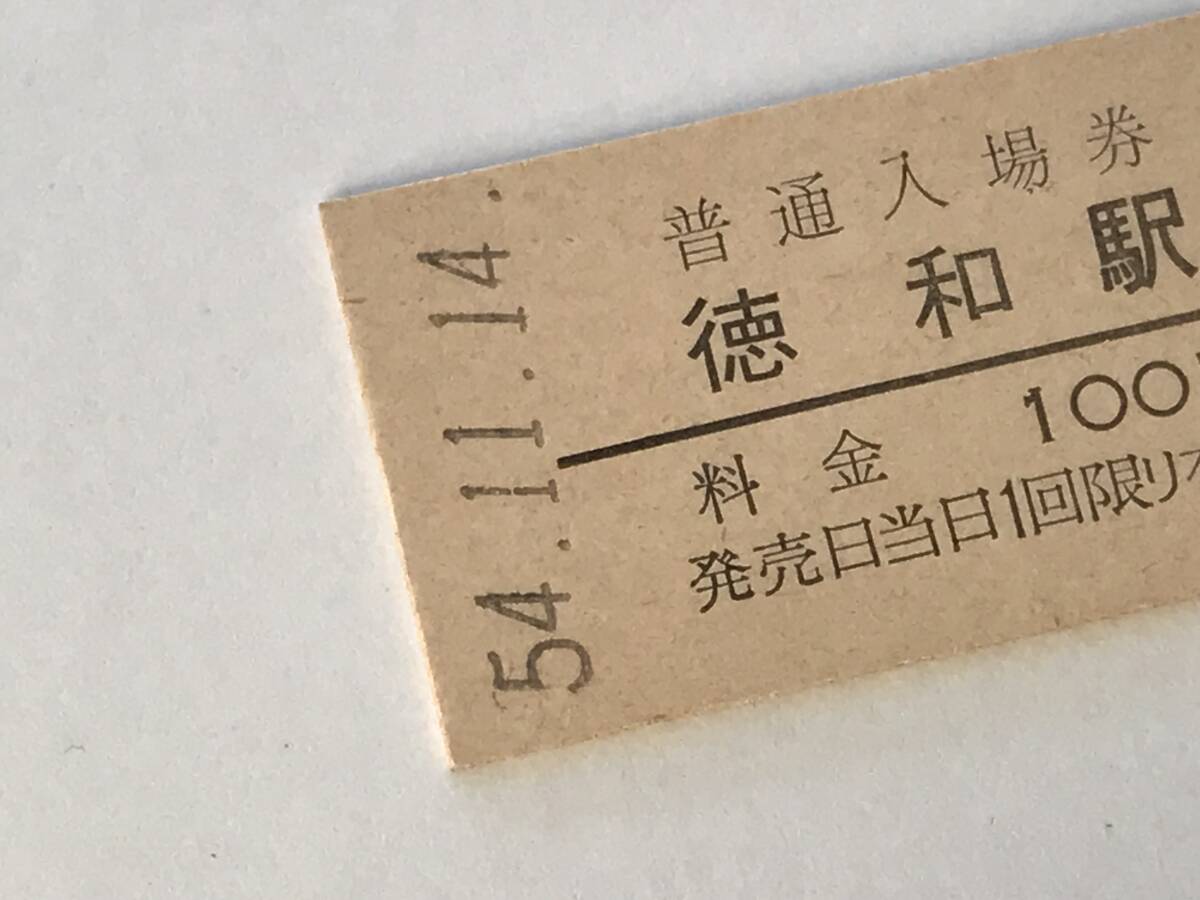 54.11.14.
普通入場券
徳和駅
料金 100
発売日当日1回限り